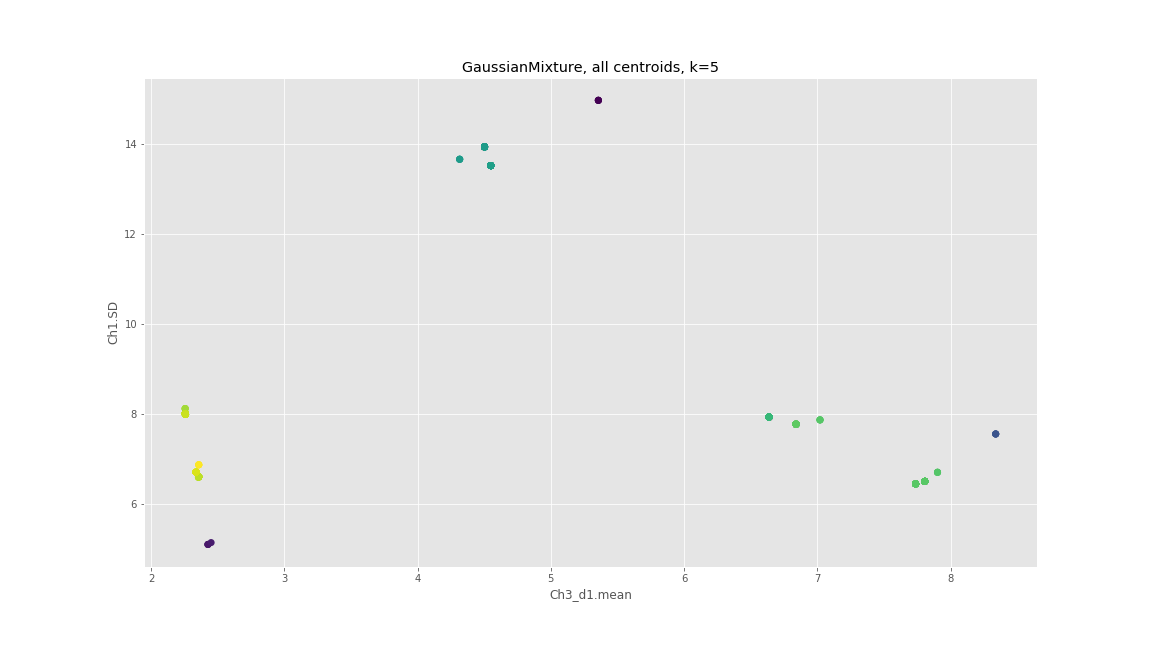 GaussianMixture, all centroids, k=5
14
12
10
8
6
Ch1.SD
2 3 4 5 6 7 8
Ch3_d1.mean